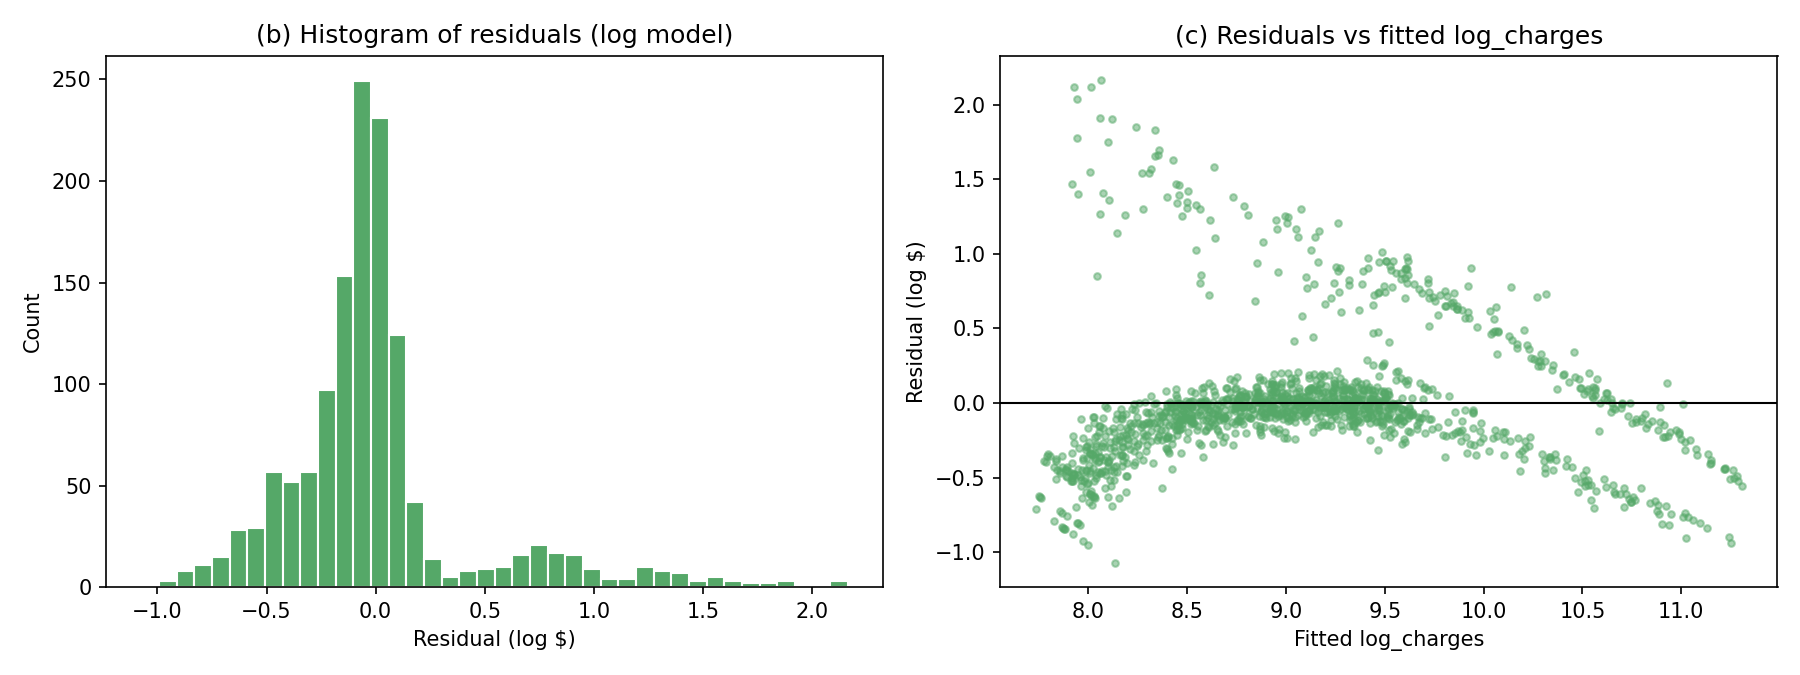 (b) Histogram of residuals (log model)
Count
250
200
150
100
50
0
−1.0 −0.5 0.0 0.5 1.0 1.5 2.0
Residual (log $)
(c) Residuals vs fitted log_charges
Residual (log $)
2.0
1.5
1.0
0.5
0.0
−0.5
−1.0
8.0 8.5 9.0 9.5 10.0 10.5 11.0
Fitted log_charges